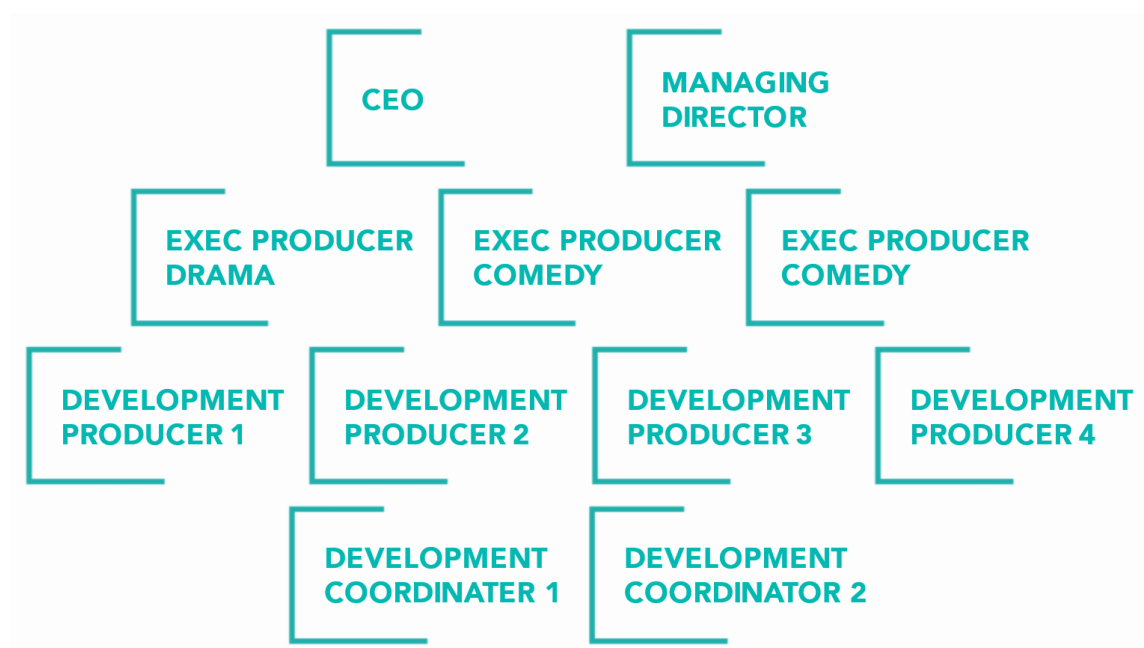 CEO
MANAGING
DIRECTOR
EXEC PRODUCER
DRAMA
EXEC PRODUCER
COMEDY
EXEC PRODUCER
COMEDY
DEVELOPMENT
PRODUCER 1
DEVELOPMENT
PRODUCER 2
DEVELOPMENT
PRODUCER 3
DEVELOPMENT
PRODUCER 4
DEVELOPMENT
COORDINATER 1
DEVELOPMENT
COORDINATOR 2